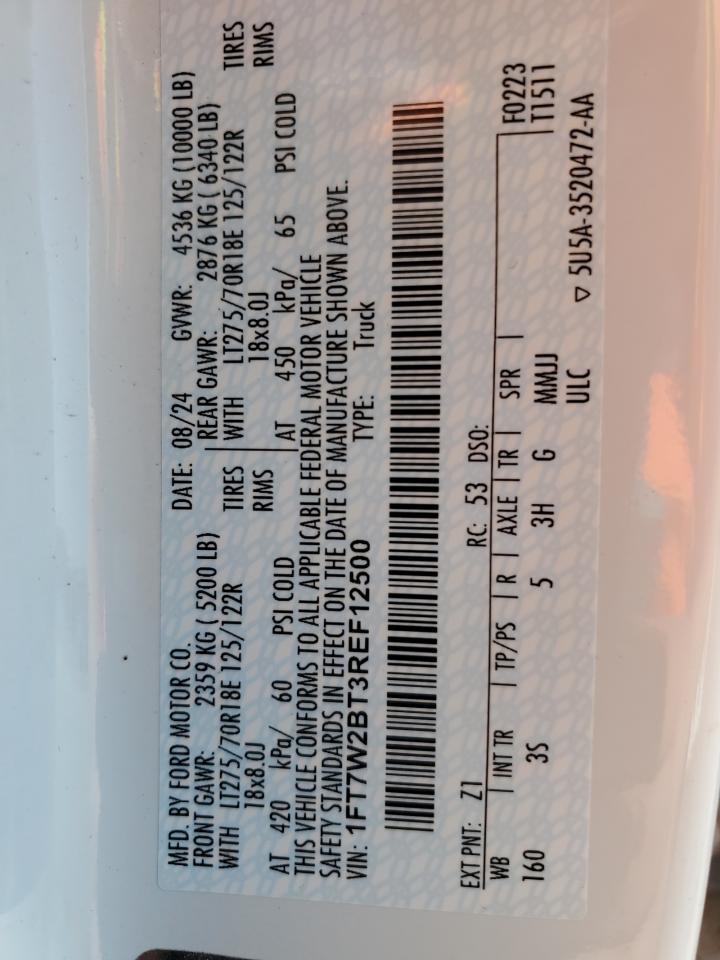 MFD. BY FORD MOTOR CO.
DATE: 08/24 GVWR: 4536 KG (10000 LB)
FRONT GAWR: 2359 KG ( 5200 LB) REAR GAWR: 2876 KG ( 6340 LB)
WITH LT275/70R18E 125/122R TIRES WITH LT275/70R18E 125/122R TIRES
18x8.0J RIMS 18x8.0J RIMS
AT 420 kPa/ 60 PSI COLD AT 450 kPa/ 65 PSI COLD
THIS VEHICLE CONFORMS TO ALL APPLICABLE FEDERAL MOTOR VEHICLE
SAFETY STANDARDS IN EFFECT ON THE DATE OF MANUFACTURE SHOWN ABOVE.
VIN: 1FT7W2BT3REF12500 TYPE: Truck
EXT PNT: Z1 RC: 53 DSO:
WB INT TR TP/PS R AXLE TR SPR F0223
160 3S 5 3H G MMJJ T1511
ULC ▽ 5U5A-3520472-AA